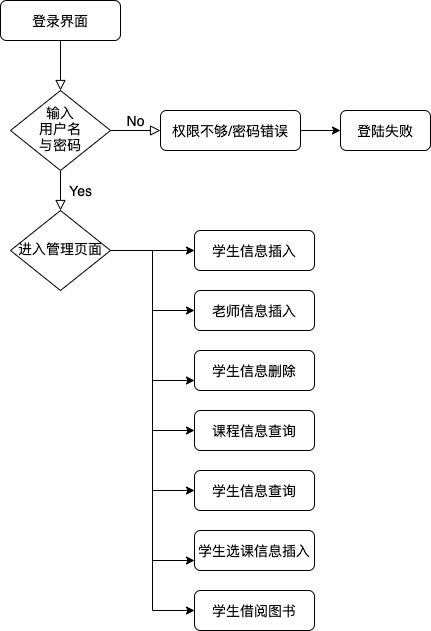 登录界面
输入
用户名
与密码
No
权限不够/密码错误
登陆失败
Yes
进入管理页面
学生信息插入
老师信息插入
学生信息删除
课程信息查询
学生信息查询
学生选课信息插入
学生借阅图书